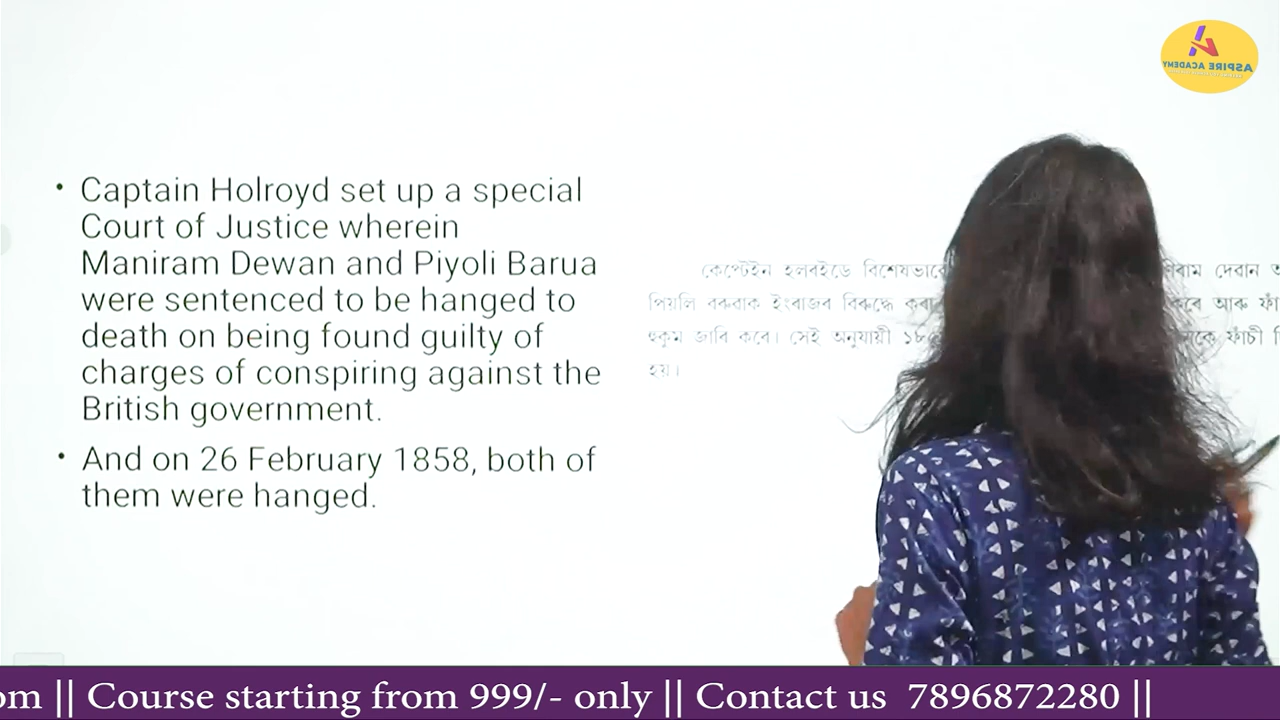 ASPIRE ACADEMY
• Captain Holroyd set up a special
Court of Justice wherein
Maniram Dewan and Piyoli Barua
were sentenced to be hanged to
death on being found guilty of
charges of conspiring against the
British government.
• And on 26 February 1858, both of
them were hanged.
কেপ্টেইন হলৰইডে বিশেষভাৱে দেৱান
পিয়লি বৰুৱাক ইংৰাজৰ বিৰুদ্ধে কৰা কৰে আৰু
হুকুম জাৰি কৰে। সেই অনুযায়ী ফাঁচী
হয়।
om || Course starting from 999/- only || Contact us 7896872280 ||